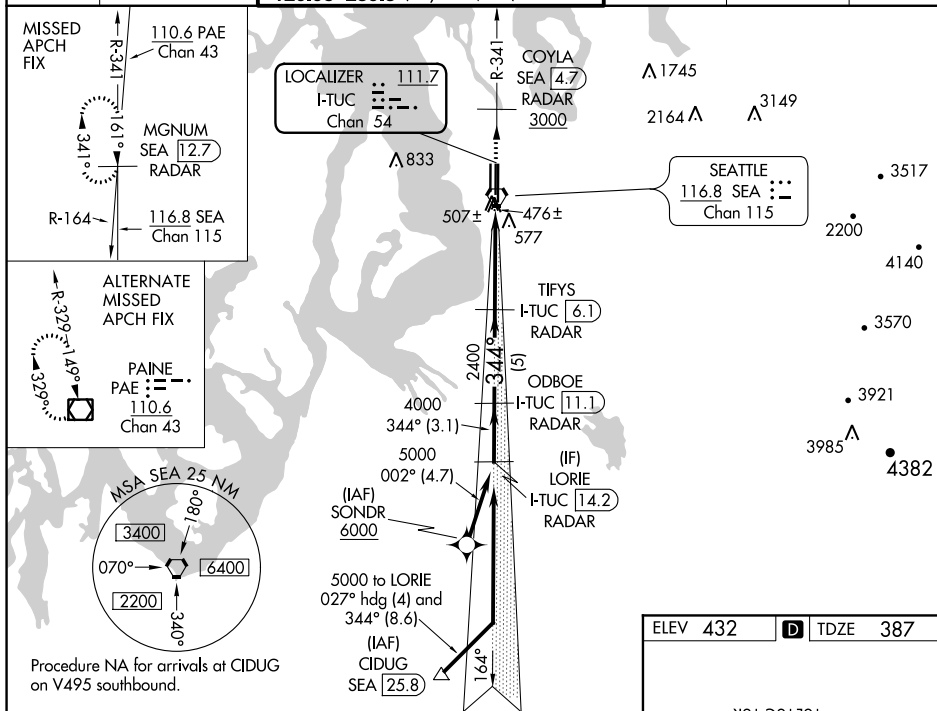 MISSED
APCH
FIX
110.6 PAE
Chan 43
R-341
161°
341°
MGNUM
SEA 12.7
RADAR
R-164
116.8 SEA
Chan 115
ALTERNATE
MISSED
APCH FIX
R-329
149°
329°
PAINE
PAE
110.6
Chan 43
MSA SEA 25 NM
180°
3400
070°
6400
2200
340°
Procedure NA for arrivals at CIDUG
on V495 southbound.
LOCALIZER 111.7
I-TUC
Chan 54
R-341
COYLA
SEA 4.7
RADAR
3000
1745
2164
3149
833
SEATTLE
116.8 SEA
Chan 115
3517
507±
476±
577
2200
4140
TIFYS
I-TUC 6.1
RADAR
3570
2400
344°
(5)
ODBOE
I-TUC 11.1
RADAR
4000
344° (3.1)
3921
3985
4382
5000
002° (4.7)
(IF)
LORIE
I-TUC 14.2
RADAR
(IAF)
SONDR
6000
5000 to LORIE
027° hdg (4) and
344° (8.6)
(IAF)
CIDUG
SEA 25.8
164°
ELEV 432 D TDZE 387